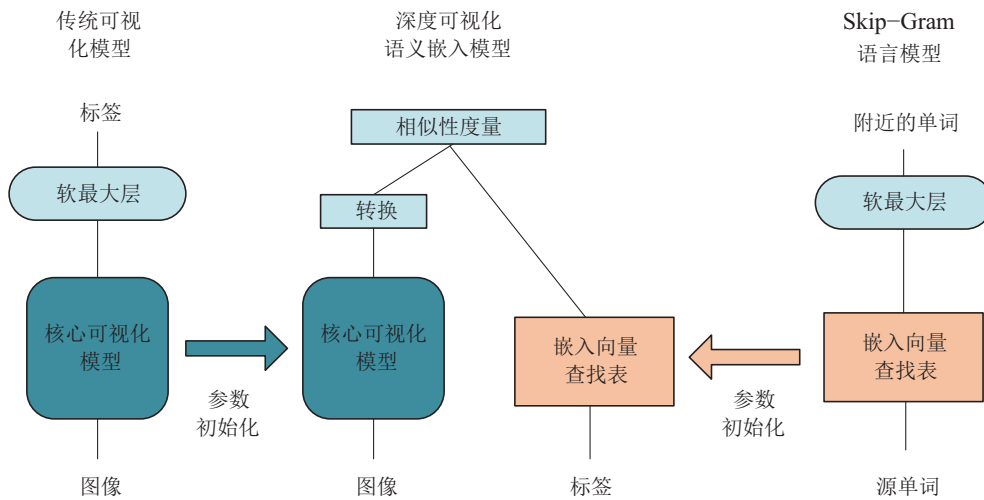 传统可视
化模型
深度可视化
语义嵌入模型
Skip-Gram
语言模型
标签
相似性度量
附近的单词
软最大层
转换
软最大层
核心可视化
模型
核心可视化
模型
嵌入向量
查找表
嵌入向量
查找表
参数
初始化
参数
初始化
图像
图像
标签
源单词